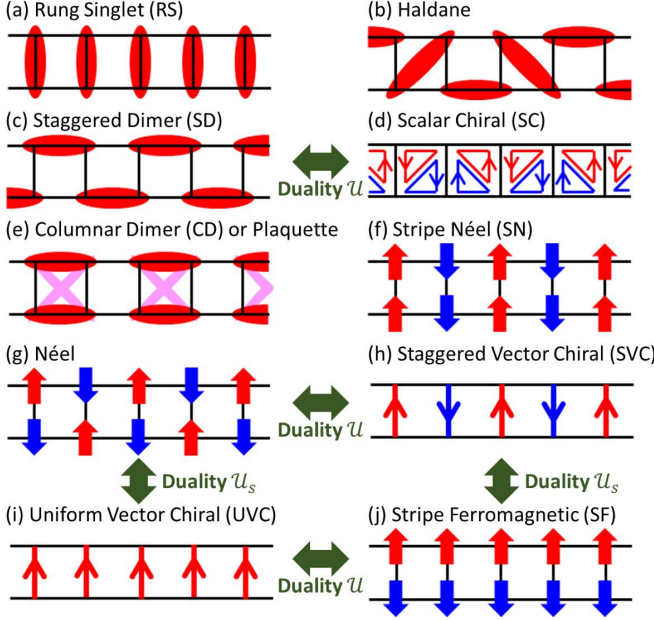 (a) Rung Singlet (RS)
(b) Haldane
(c) Staggered Dimer (SD)
(d) Scalar Chiral (SC)
Duality 𝒰
(e) Columnar Dimer (CD) or Plaquette
(f) Stripe Néel (SN)
(g) Néel
(h) Staggered Vector Chiral (SVC)
Duality 𝒰
Duality 𝒰s
Duality 𝒰s
(i) Uniform Vector Chiral (UVC)
(j) Stripe Ferromagnetic (SF)
Duality 𝒰